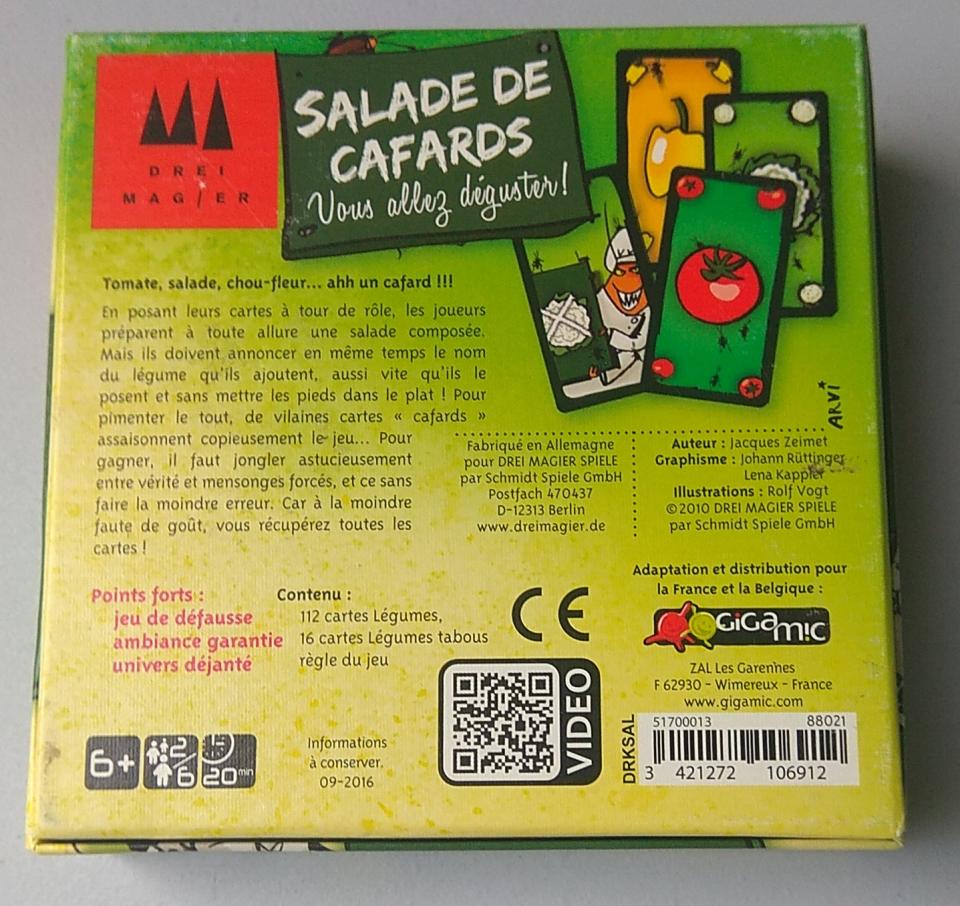 DREI
MAGIER
SALADE DE
CAFARDS
Vous allez déguster!
ARVI
Tomate, salade, chou-fleur... ahh un cafard !!!
En posant leurs cartes à tour de rôle, les joueurs
préparent à toute allure une salade composée.
Mais ils doivent annoncer en même temps le nom
du légume qu'ils ajoutent, aussi vite qu'ils le
posent et sans mettre les pieds dans le plat ! Pour
pimenter le tout, de vilaines cartes « cafards »
assaisonnent copieusement le jeu... Pour
gagner, il faut jongler astucieusement
entre vérité et mensonges forcés, et ce sans
faire la moindre erreur. Car à la moindre
faute de goût, vous récupérez toutes les
cartes !
Fabriqué en Allemagne
pour DREI MAGIER SPIELE
par Schmidt Spiele GmbH
Postfach 470437
D-12313 Berlin
www.dreimagier.de
Auteur : Jacques Zeimet
Graphisme : Johann Rüttinger
Lena Kappler
Illustrations : Rolf Vogt
©2010 DREI MAGIER SPIELE
par Schmidt Spiele GmbH
Points forts :
jeu de défausse
ambiance garantie
univers déjanté
Contenu :
112 cartes Légumes,
16 cartes Légumes tabous
règle du jeu
CE
Adaptation et distribution pour
la France et la Belgique :
GiGamic
ZAL Les Garennes
F 62930 - Wimereux - France
www.gigamic.com
6+
2/6
15
20min
Informations
à conserver.
09-2016
VIDEO
DRKSAL
51700013 88021
3 421272 106912